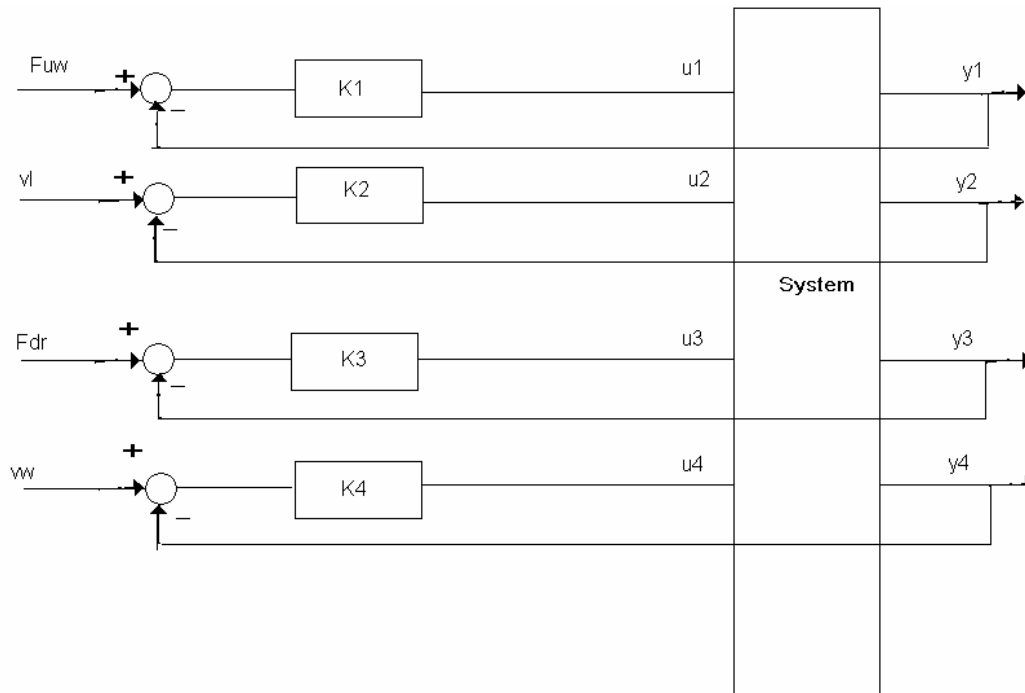 Fuw + K1 u1 y1
−
vl + K2 u2 y2
−
System
Fdr + K3 u3 y3
−
vw + K4 u4 y4
−